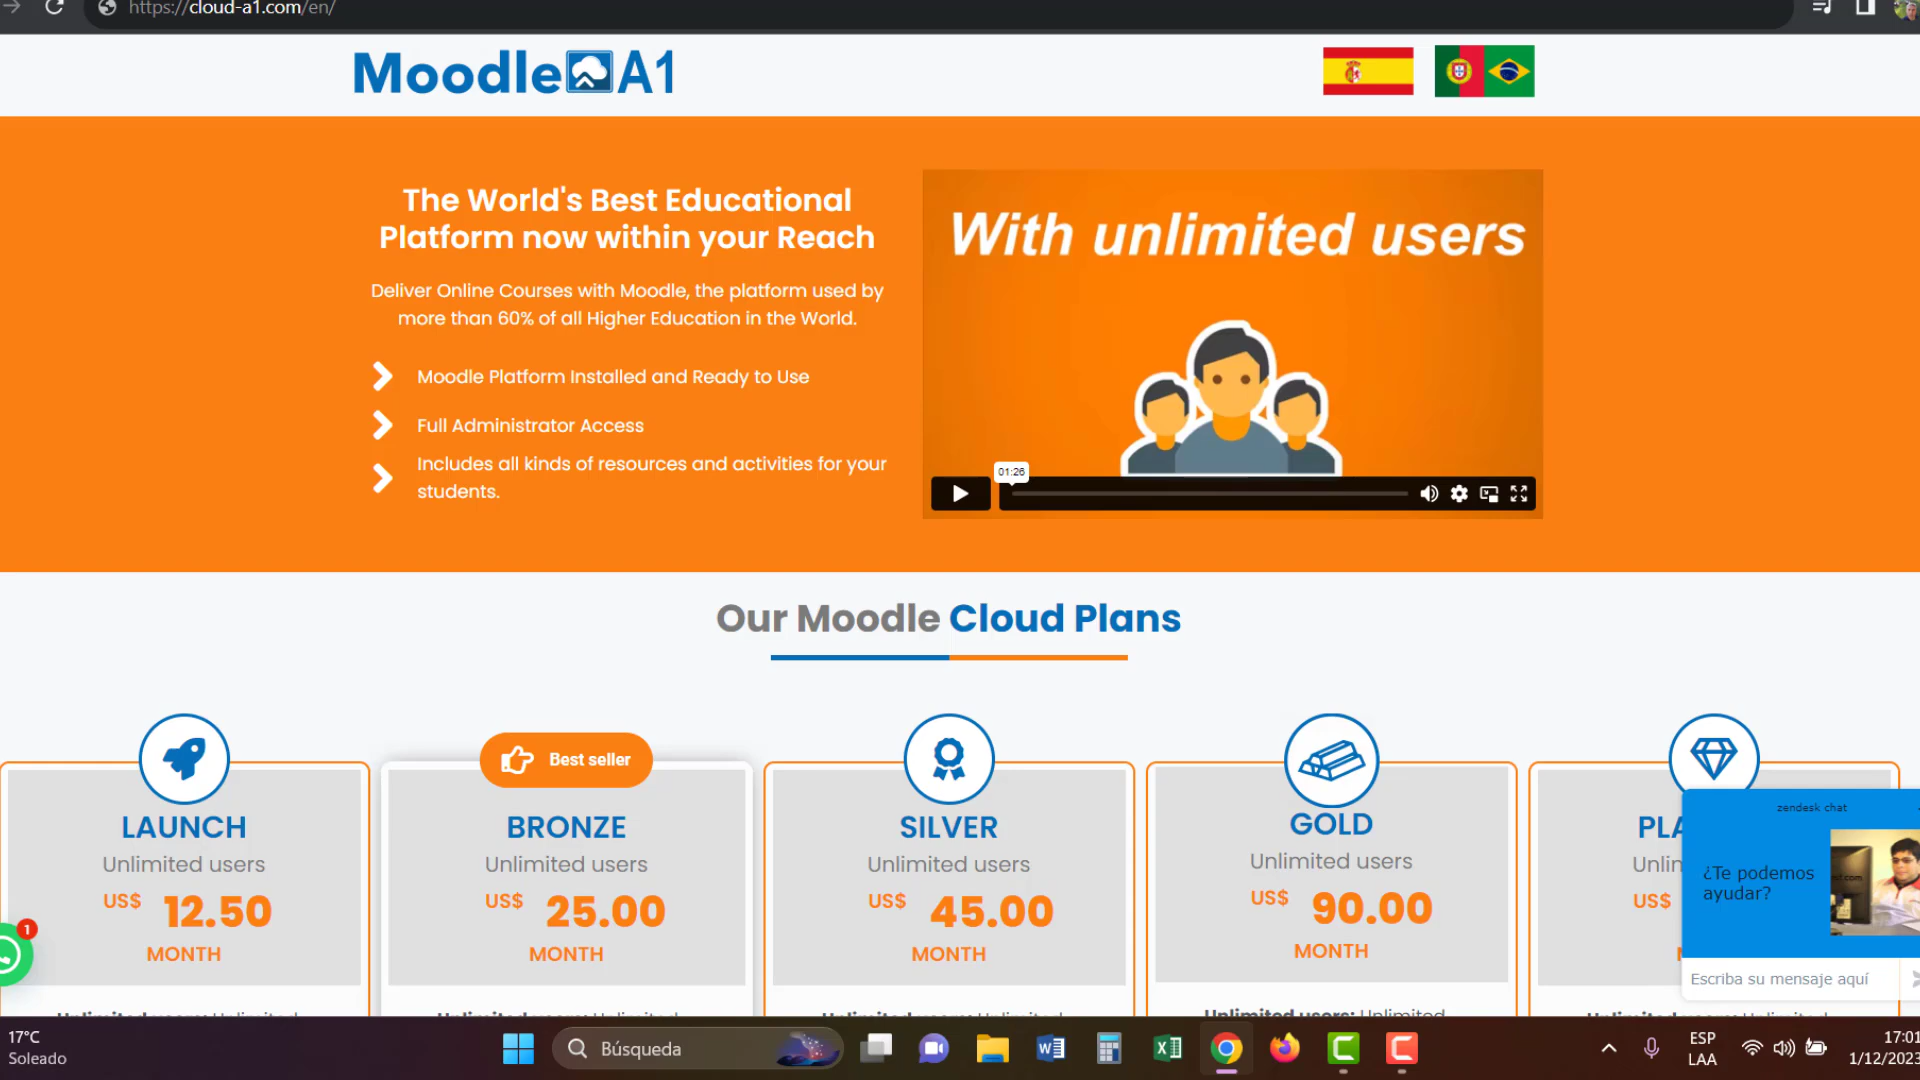 https://cloud-a1.com/en/
Moodle A1
The World's Best Educational
Platform now within your Reach
Deliver Online Courses with Moodle, the platform used by
more than 60% of all Higher Education in the World.
Moodle Platform Installed and Ready to Use
Full Administrator Access
Includes all kinds of resources and activities for your
students.
With unlimited users
01:26
Our Moodle Cloud Plans
LAUNCH
Unlimited users
US$ 12.50
MONTH
Best seller
BRONZE
Unlimited users
US$ 25.00
MONTH
SILVER
Unlimited users
US$ 45.00
MONTH
GOLD
Unlimited users
US$ 90.00
MONTH
Unlimited users: Unlimited
US$
zendesk chat
¿Te podemos
ayudar?
Escriba su mensaje aquí
1
17°C
Soleado
Búsqueda
ESP
LAA
17:01
1/12/2023